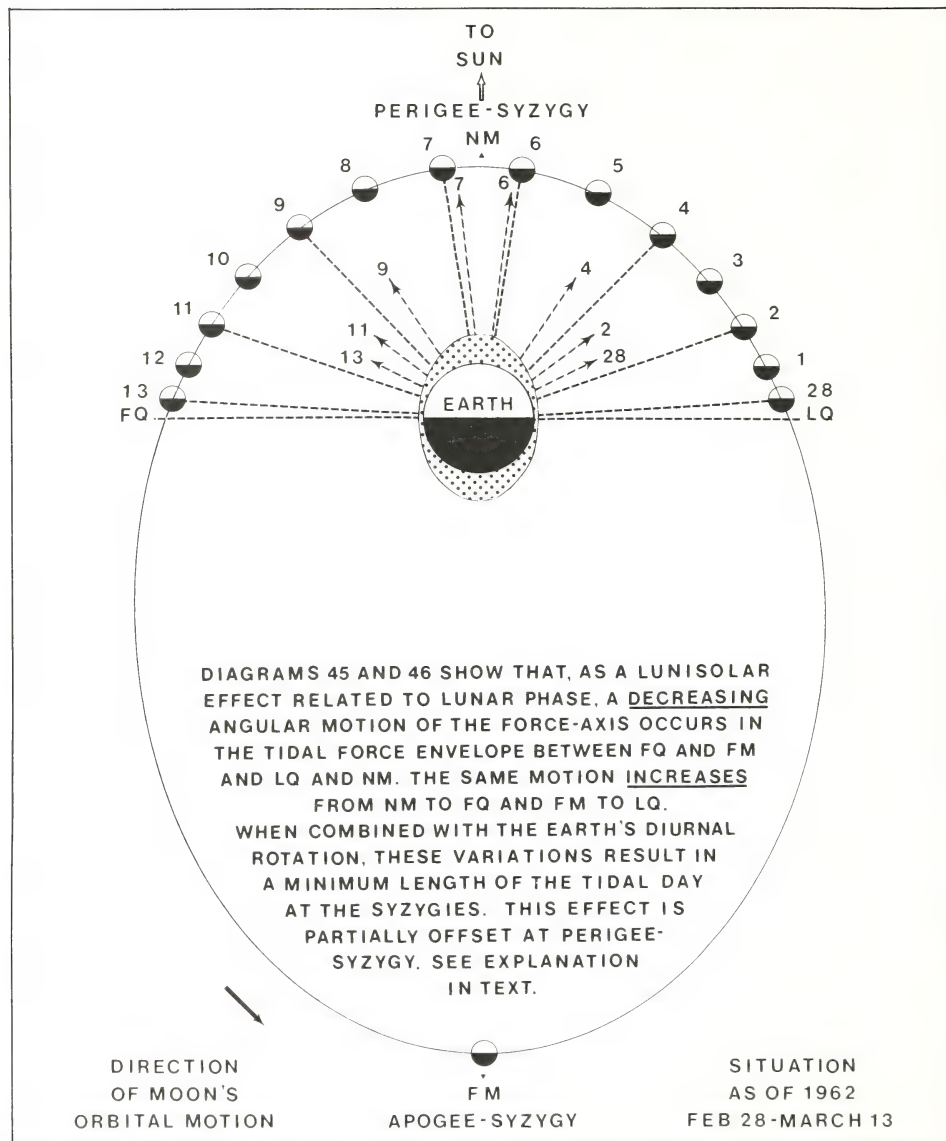 TO
SUN
PERIGEE-SYZYGY
NM
7
6
8
5
7
6
9
4
10
9
4
3
11
11
2
2
12
13
28
1
13
EARTH
28
FQ
LQ
DIAGRAMS 45 AND 46 SHOW THAT, AS A LUNISOLAR
EFFECT RELATED TO LUNAR PHASE, A DECREASING
ANGULAR MOTION OF THE FORCE-AXIS OCCURS IN
THE TIDAL FORCE ENVELOPE BETWEEN FQ AND FM
AND LQ AND NM. THE SAME MOTION INCREASES
FROM NM TO FQ AND FM TO LQ.
WHEN COMBINED WITH THE EARTH'S DIURNAL
ROTATION, THESE VARIATIONS RESULT IN
A MINIMUM LENGTH OF THE TIDAL DAY
AT THE SYZYGIES. THIS EFFECT IS
PARTIALLY OFFSET AT PERIGEE-
SYZYGY. SEE EXPLANATION
IN TEXT.
DIRECTION
OF MOON'S
ORBITAL MOTION
FM
APOGEE-SYZYGY
SITUATION
AS OF 1962
FEB 28-MARCH 13